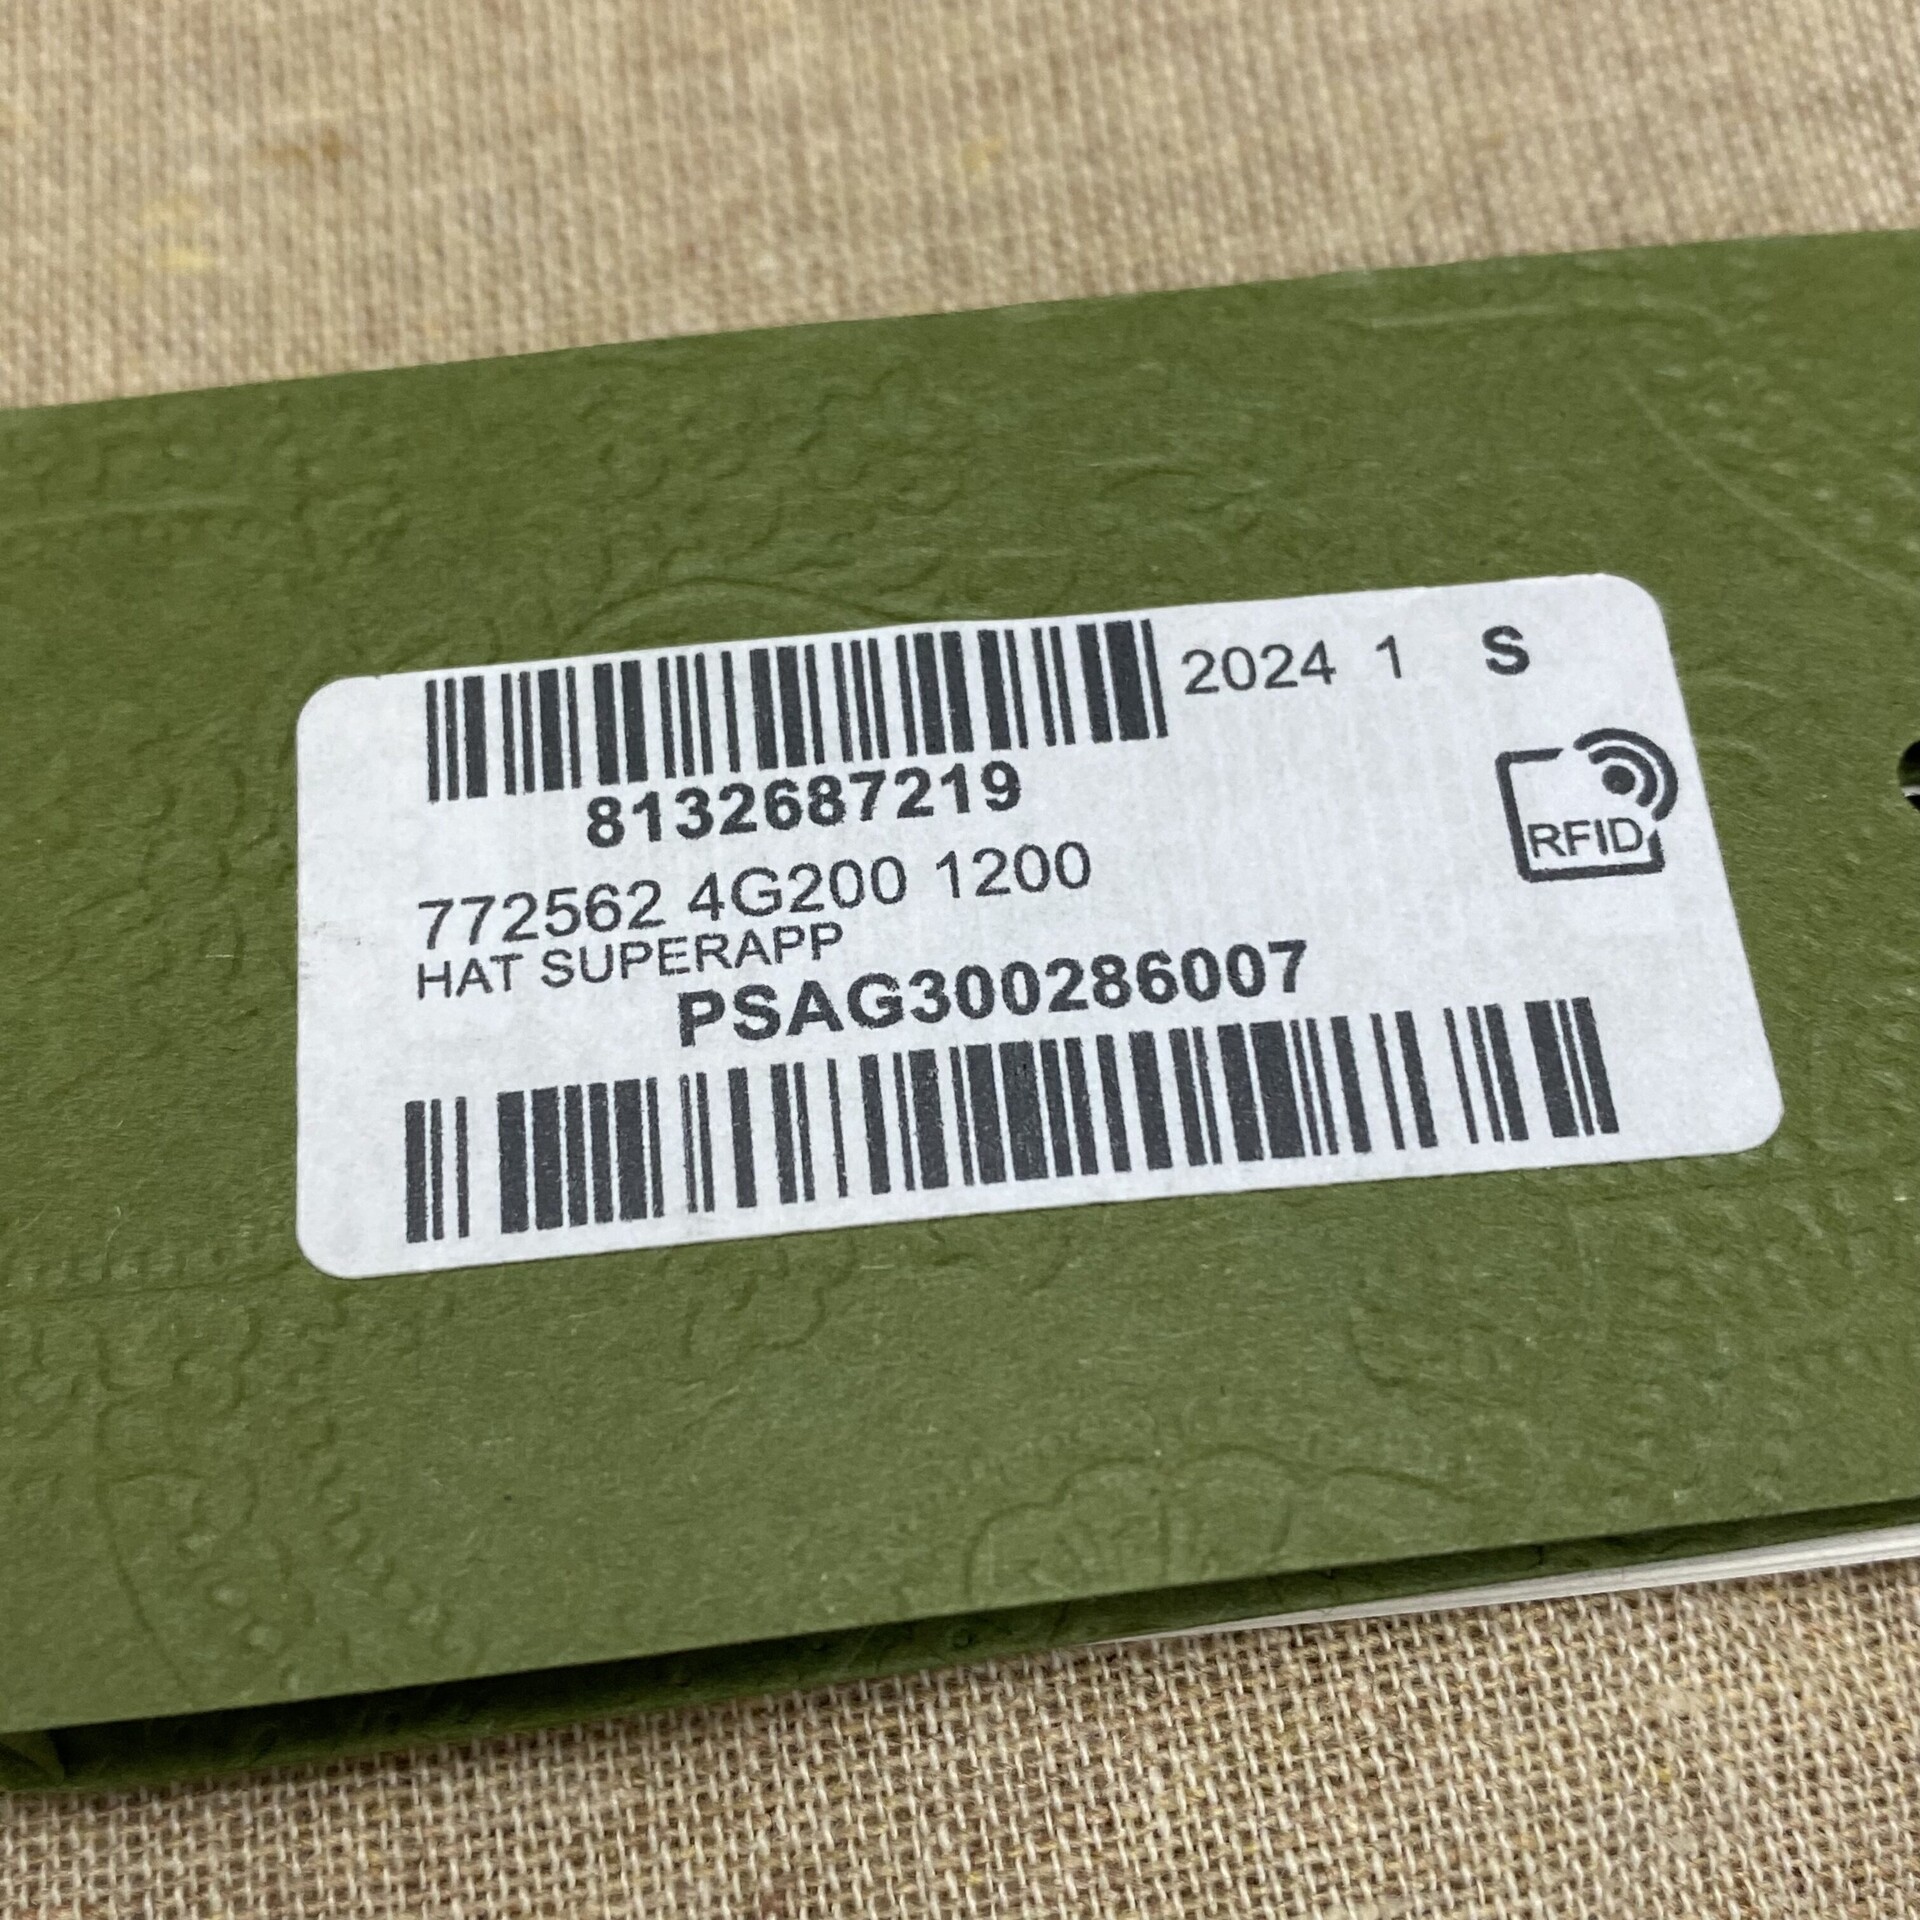 2024 1 S
8132687219
RFID
772562 4G200 1200
HAT SUPERAPP
PSAG300286007